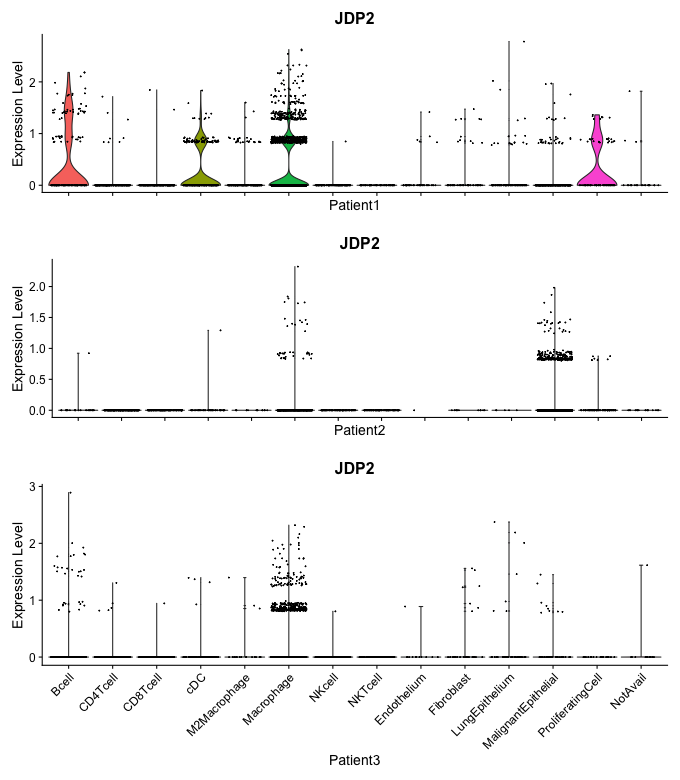 JDP2
Expression Level
2
1
0
Patient1
JDP2
Expression Level
2.0
1.5
1.0
0.5
0.0
Patient2
JDP2
Expression Level
3
2
1
0
Bcell
CD4Tcell
CD8Tcell
cDC
M2Macrophage
Macrophage
NKcell
NKTcell
Endothelium
Fibroblast
LungEpithelium
MalignantEpithelial
ProliferatingCell
NotAvail
Patient3